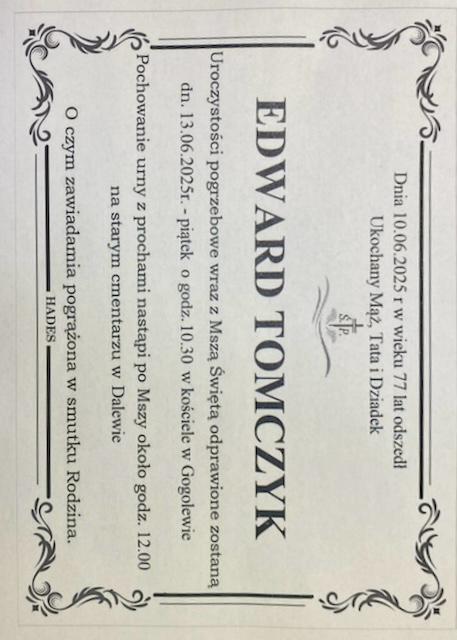 Dnia 10.06.2025 r w wieku 77 lat odszedł
Ukochany Mąż, Tata i Dziadek
Ś.P.
EDWARD TOMCZYK
Uroczystości pogrzebowe wraz z Mszą Świętą odprawione zostaną
dn. 13.06.2025r. - piątek o godz. 10.30 w kościele w Gogolewie
Pochowanie urny z prochami nastąpi po Mszy około godz. 12.00
na starym cmentarzu w Dalewie
O czym zawiadamia pogrążona w smutku Rodzina.
HADES